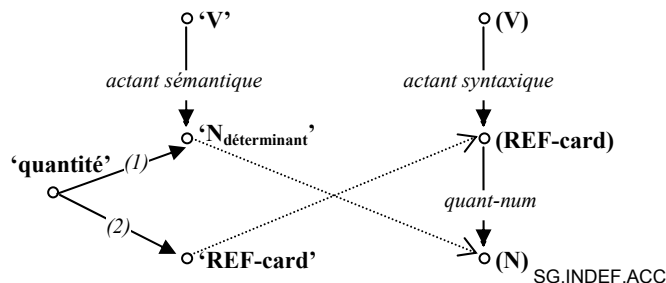 ‘V’ (V)
actant sémantique actant syntaxique
‘Ndéterminant’ (REF-card)
‘quantité’ (1)
quant-num
(2)
‘REF-card’ (N) SG.INDEF.ACC